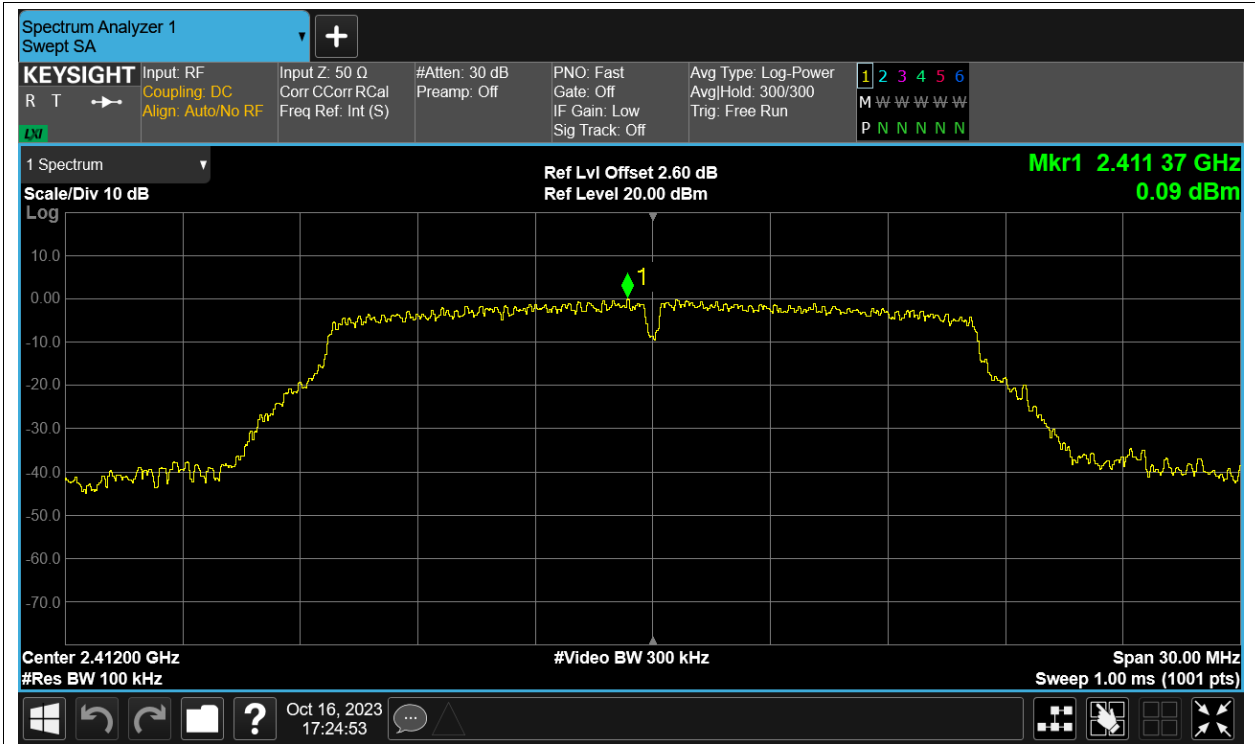 Spectrum Analyzer 1
Swept SA
+
KEYSIGHT
R T
LXI
Input: RF
Coupling: DC
Align: Auto/No RF
Input Z: 50 Ω
Corr CCorr RCal
Freq Ref: Int (S)
#Atten: 30 dB
Preamp: Off
PNO: Fast
Gate: Off
IF Gain: Low
Sig Track: Off
Avg Type: Log-Power
Avg|Hold: 300/300
Trig: Free Run
1 2 3 4 5 6
M W W W W W
P N N N N N
1 Spectrum
Scale/Div 10 dB
Log
Ref Lvl Offset 2.60 dB
Ref Level 20.00 dBm
Mkr1 2.411 37 GHz
0.09 dBm
1
10.0
0.00
-10.0
-20.0
-30.0
-40.0
-50.0
-60.0
-70.0
Center 2.41200 GHz
#Res BW 100 kHz
#Video BW 300 kHz
Span 30.00 MHz
Sweep 1.00 ms (1001 pts)
?
Oct 16, 2023
17:24:53